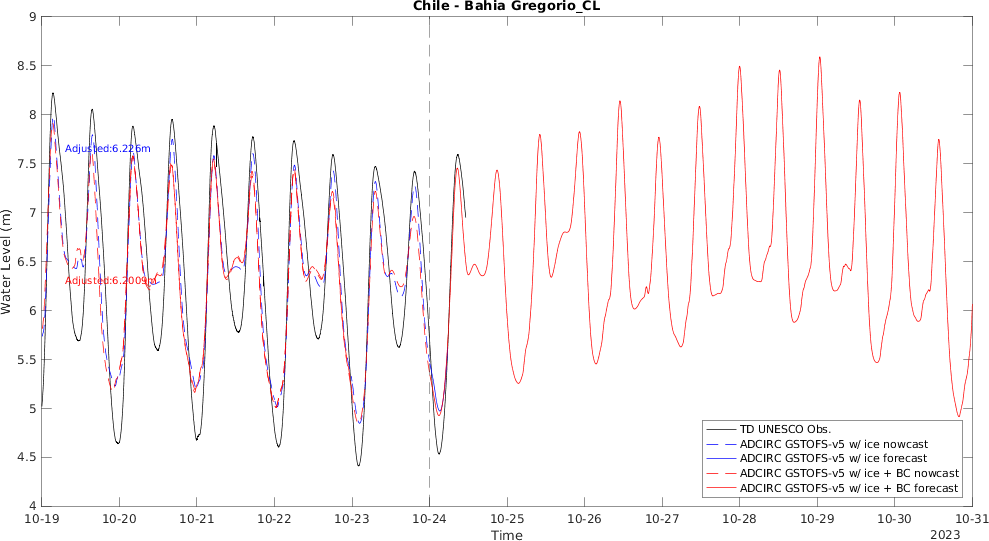 Chile - Bahia Gregorio_CL
9
8.5
8
7.5
7
6.5
6
5.5
5
4.5
4
Water Level (m)
Adjusted:6.226m
Adjusted:6.2009m
TD UNESCO Obs.
ADCIRC GSTOFS-v5 w/ ice nowcast
ADCIRC GSTOFS-v5 w/ ice forecast
ADCIRC GSTOFS-v5 w/ ice + BC nowcast
ADCIRC GSTOFS-v5 w/ ice + BC forecast
10-19 10-20 10-21 10-22 10-23 10-24 10-25 10-26 10-27 10-28 10-29 10-30 10-31
Time
2023